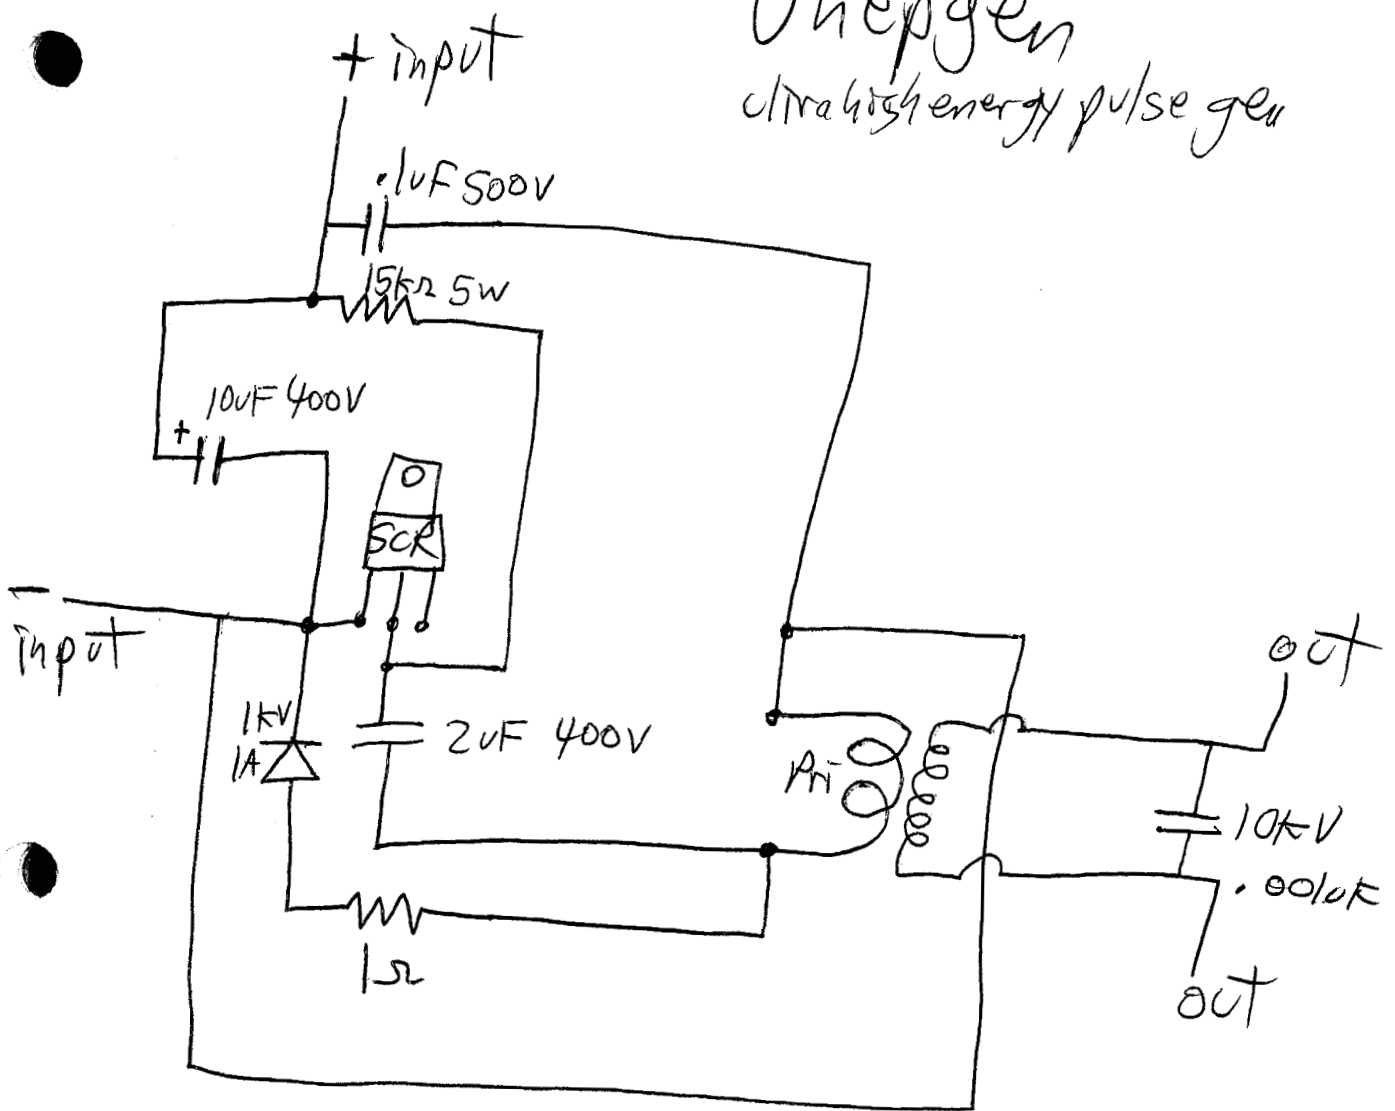 Uhepgen
ultrahighenergy pulse gen
+ input
.1uF 500V
15kΩ 5W
10uF 400V
+
SCR
-
input
1kV
1A
2uF 400V
Pri
out
10kV
.001uF
1Ω
out